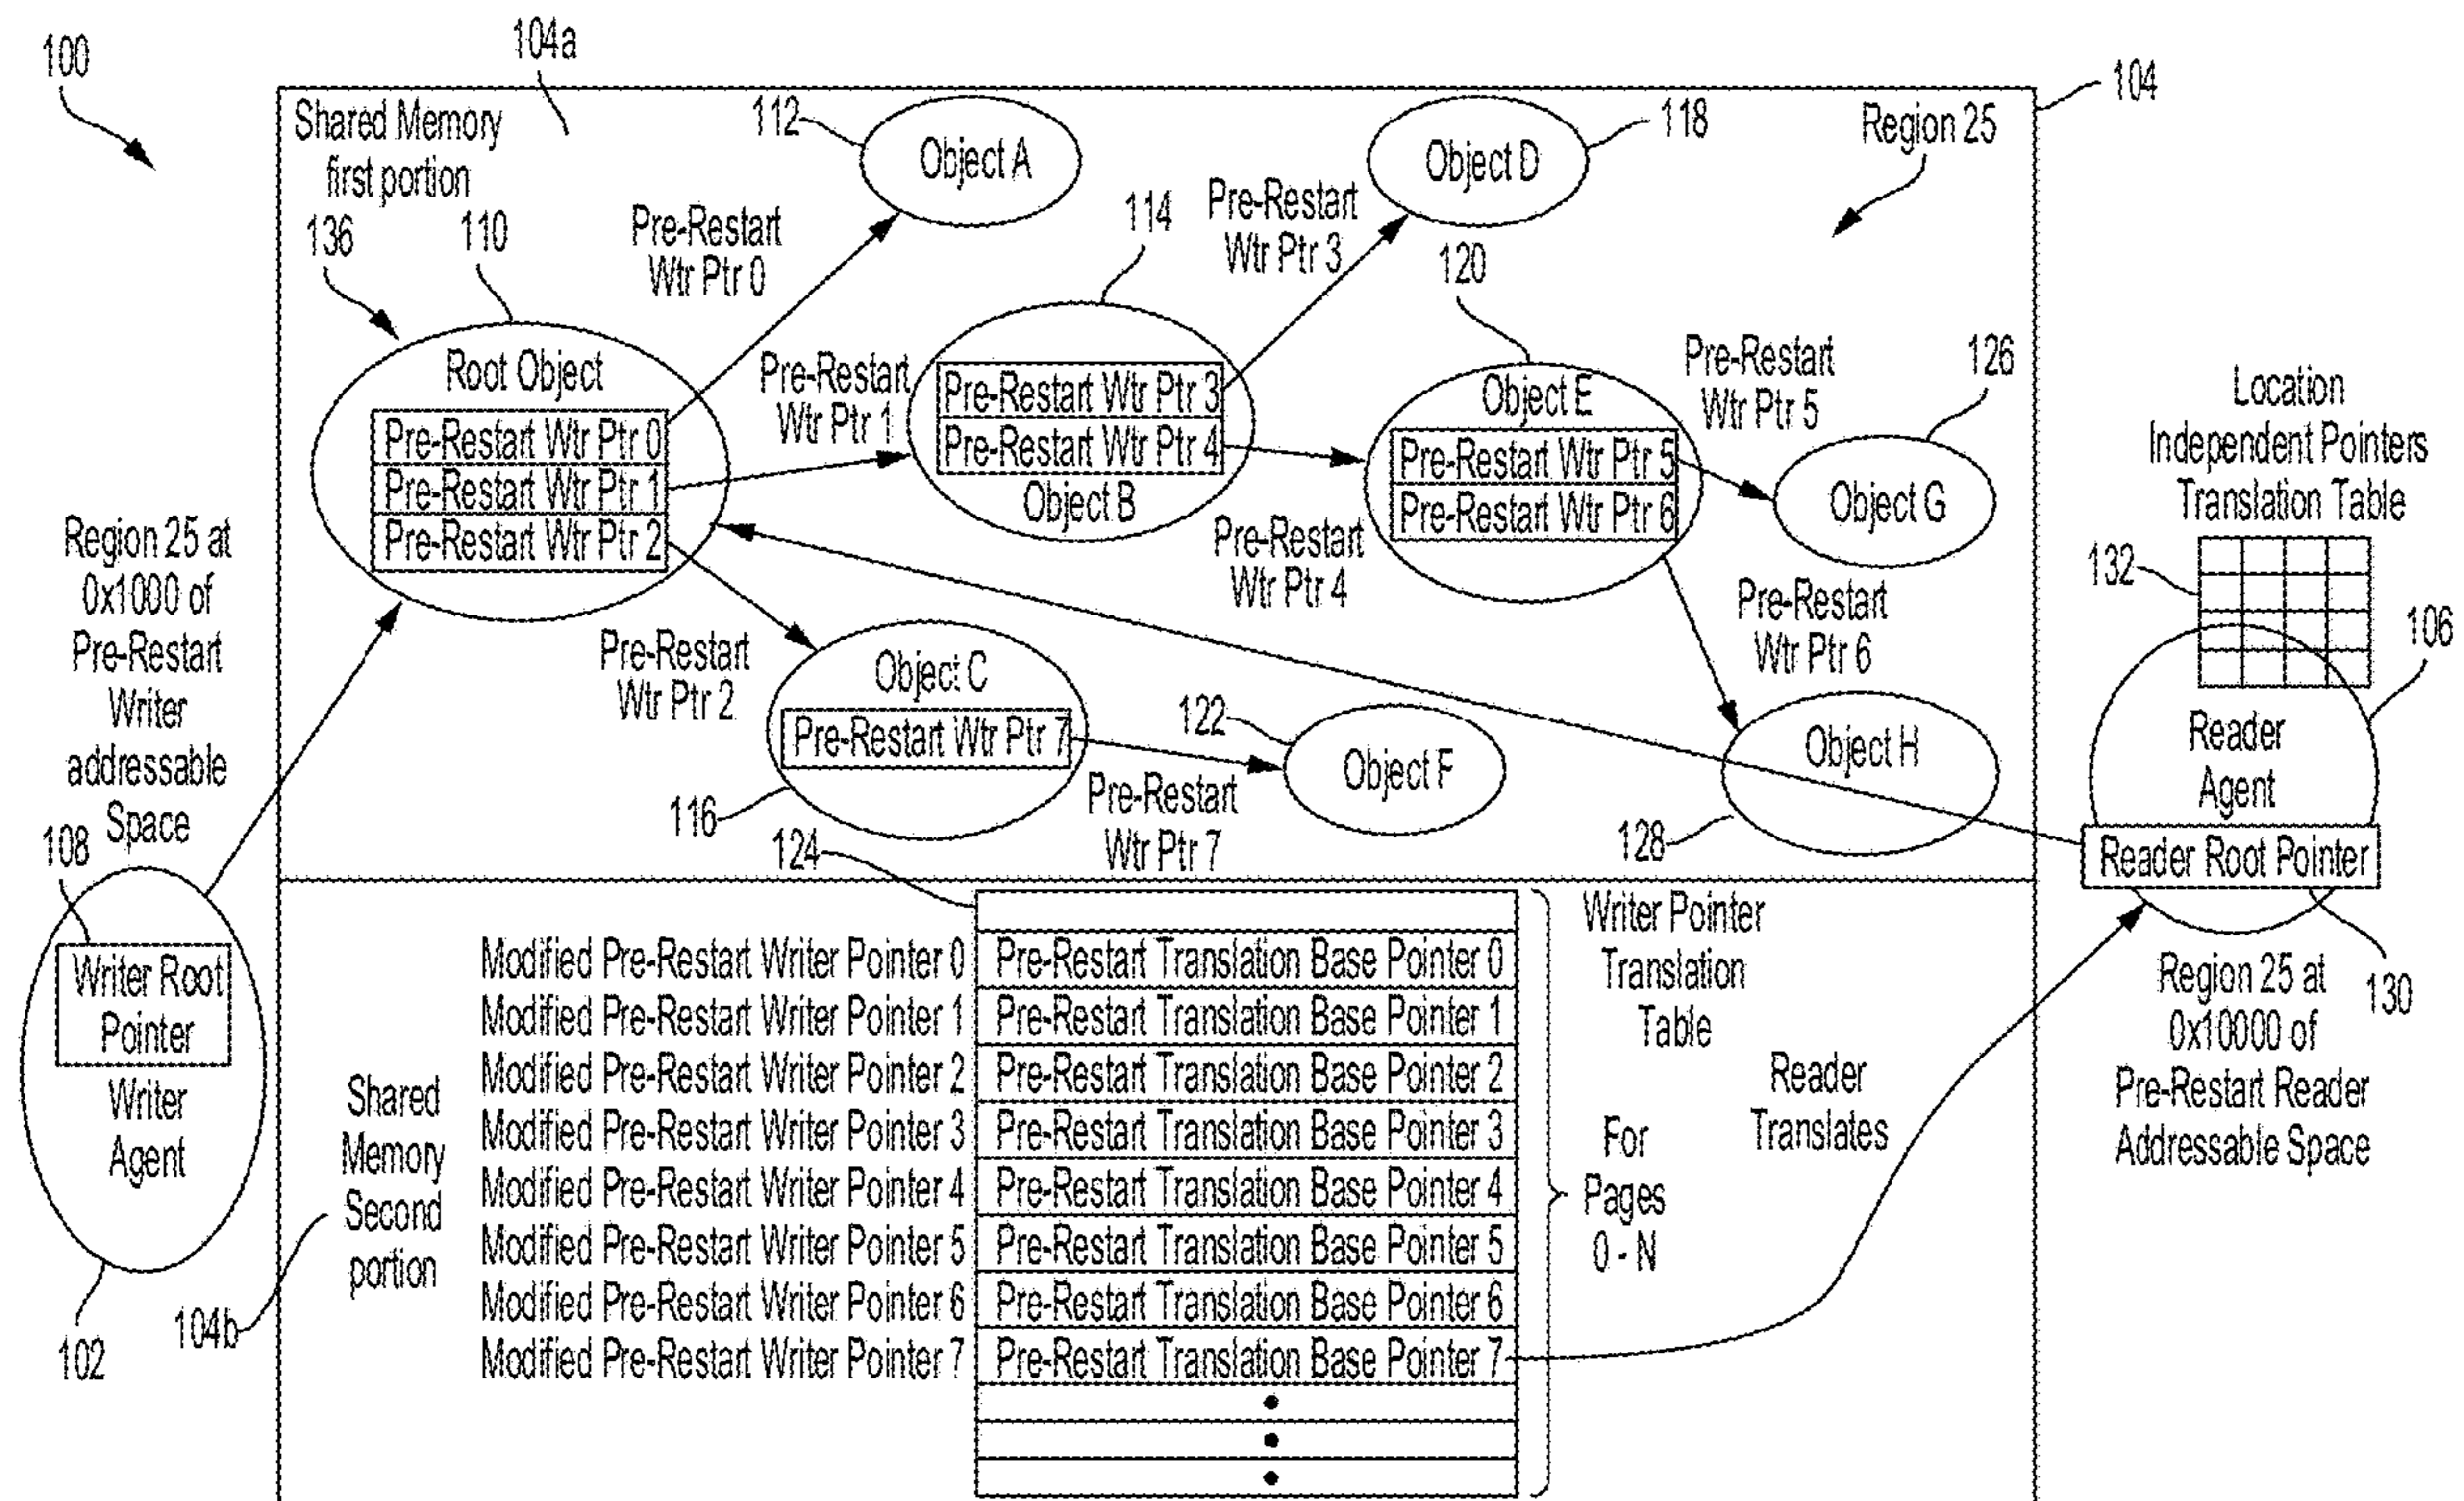 100
104a
104
Shared Memory
first portion
112
Object A
Object D
118
Region 25
136
110
Pre-Restart
Wtr Ptr 0
114
Pre-Restart
Wtr Ptr 3
120
Root Object
Pre-Restart Wtr Ptr 0
Pre-Restart Wtr Ptr 1
Pre-Restart Wtr Ptr 2
Pre-Restart
Wtr Ptr 1
Pre-Restart Wtr Ptr 3
Pre-Restart Wtr Ptr 4
Object B
Object E
Pre-Restart Wtr Ptr 5
Pre-Restart Wtr Ptr 6
Pre-Restart
Wtr Ptr 5
126
Object G
Location
Independent Pointers
Translation Table
132
106
Region 25 at
0x1000 of
Pre-Restart
Writer
addressable
Space
Pre-Restart
Wtr Ptr 4
Pre-Restart
Wtr Ptr 6
Pre-Restart
Wtr Ptr 2
Object C
Pre-Restart Wtr Ptr 7
116
122
Object F
Pre-Restart
Wtr Ptr 7
Object H
128
Reader
Agent
Reader Root Pointer
130
108
Writer Root
Pointer
Writer
Agent
102
124
Modified Pre-Restart Writer Pointer 0 Pre-Restart Translation Base Pointer 0
Modified Pre-Restart Writer Pointer 1 Pre-Restart Translation Base Pointer 1
Modified Pre-Restart Writer Pointer 2 Pre-Restart Translation Base Pointer 2
Modified Pre-Restart Writer Pointer 3 Pre-Restart Translation Base Pointer 3
Modified Pre-Restart Writer Pointer 4 Pre-Restart Translation Base Pointer 4
Modified Pre-Restart Writer Pointer 5 Pre-Restart Translation Base Pointer 5
Modified Pre-Restart Writer Pointer 6 Pre-Restart Translation Base Pointer 6
Modified Pre-Restart Writer Pointer 7 Pre-Restart Translation Base Pointer 7
Shared
Memory
Second
portion
104b
Writer Pointer
Translation
Table
For
Pages
0 - N
Reader
Translates
Region 25 at
0x10000 of
Pre-Restart Reader
Addressable Space